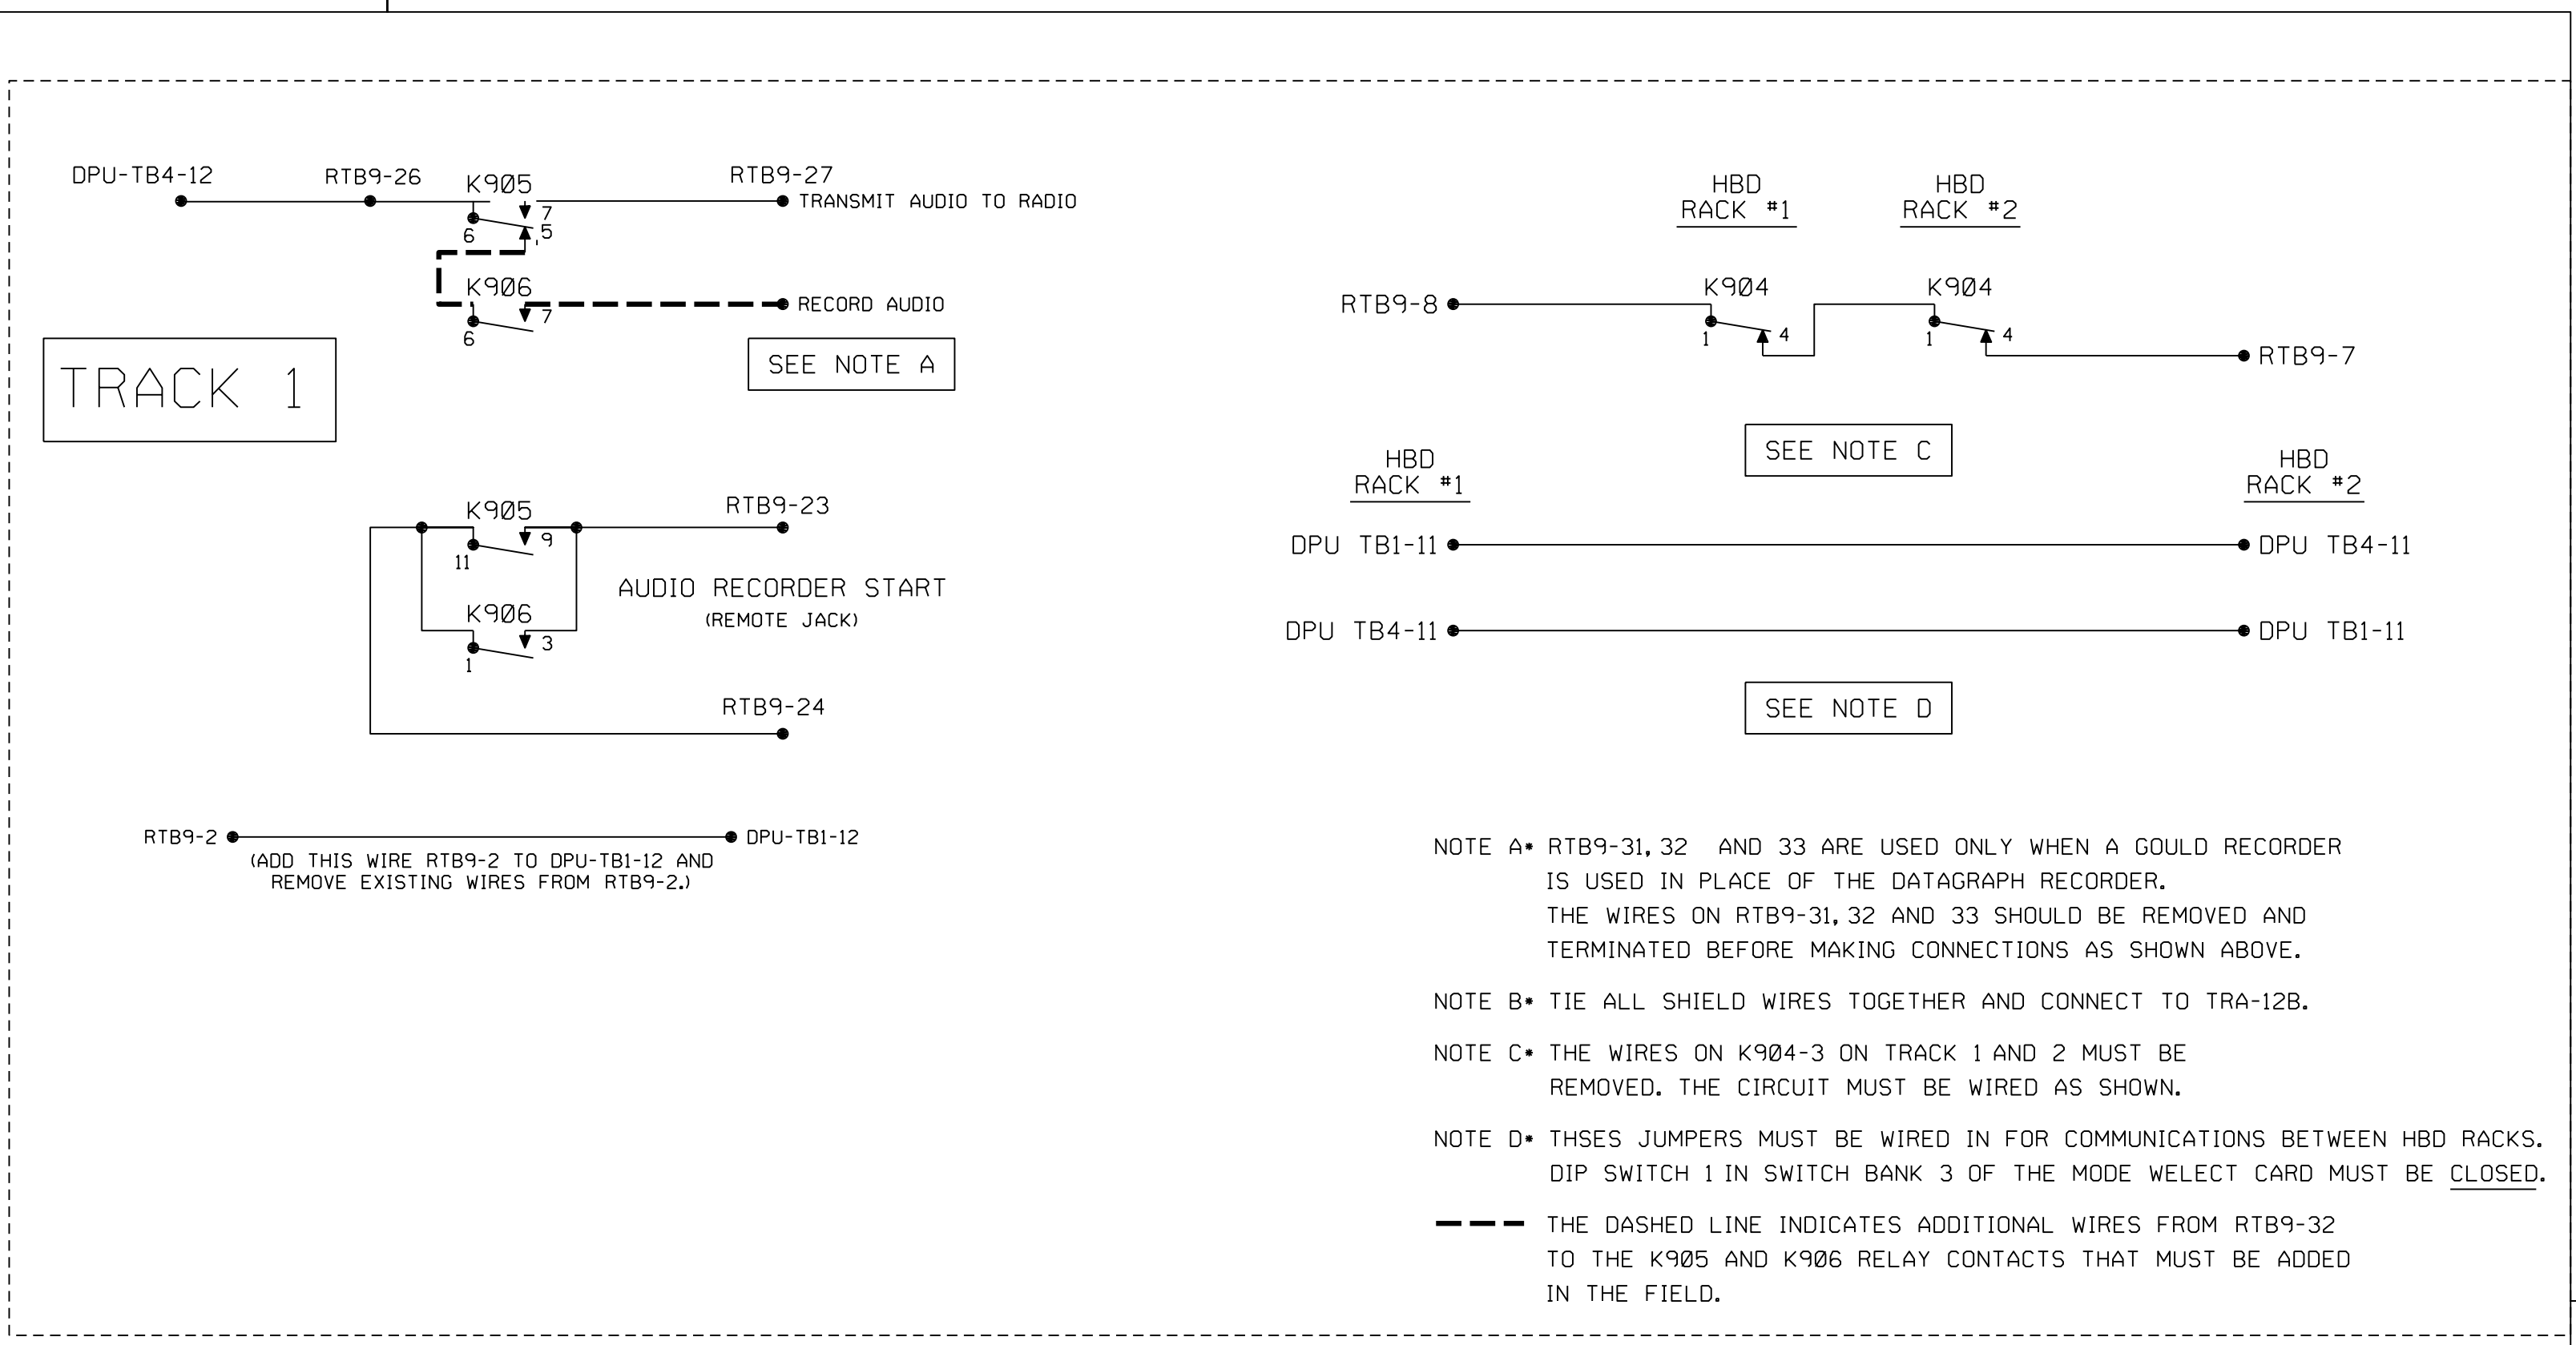 DPU-TB4-12
RTB9-26
K905
RTB9-27
TRANSMIT AUDIO TO RADIO
7
6
5
K906
RECORD AUDIO
7
6
SEE NOTE A
TRACK 1
K905
RTB9-23
9
11
AUDIO RECORDER START
(REMOTE JACK)
K906
3
1
RTB9-24
RTB9-2
DPU-TB1-12
(ADD THIS WIRE RTB9-2 TO DPU-TB1-12 AND
REMOVE EXISTING WIRES FROM RTB9-2.)
HBD
RACK #1
HBD
RACK #2
RTB9-8
K904
K904
1
4
1
4
RTB9-7
SEE NOTE C
HBD
RACK #1
HBD
RACK #2
DPU TB1-11
DPU TB4-11
DPU TB4-11
DPU TB1-11
SEE NOTE D
NOTE A* RTB9-31, 32 AND 33 ARE USED ONLY WHEN A GOULD RECORDER
IS USED IN PLACE OF THE DATAGRAPH RECORDER.
THE WIRES ON RTB9-31, 32 AND 33 SHOULD BE REMOVED AND
TERMINATED BEFORE MAKING CONNECTIONS AS SHOWN ABOVE.
NOTE B* TIE ALL SHIELD WIRES TOGETHER AND CONNECT TO TRA-12B.
NOTE C* THE WIRES ON K904-3 ON TRACK 1 AND 2 MUST BE
REMOVED. THE CIRCUIT MUST BE WIRED AS SHOWN.
NOTE D* THSES JUMPERS MUST BE WIRED IN FOR COMMUNICATIONS BETWEEN HBD RACKS.
DIP SWITCH 1 IN SWITCH BANK 3 OF THE MODE WELECT CARD MUST BE CLOSED.
THE DASHED LINE INDICATES ADDITIONAL WIRES FROM RTB9-32
TO THE K905 AND K906 RELAY CONTACTS THAT MUST BE ADDED
IN THE FIELD.